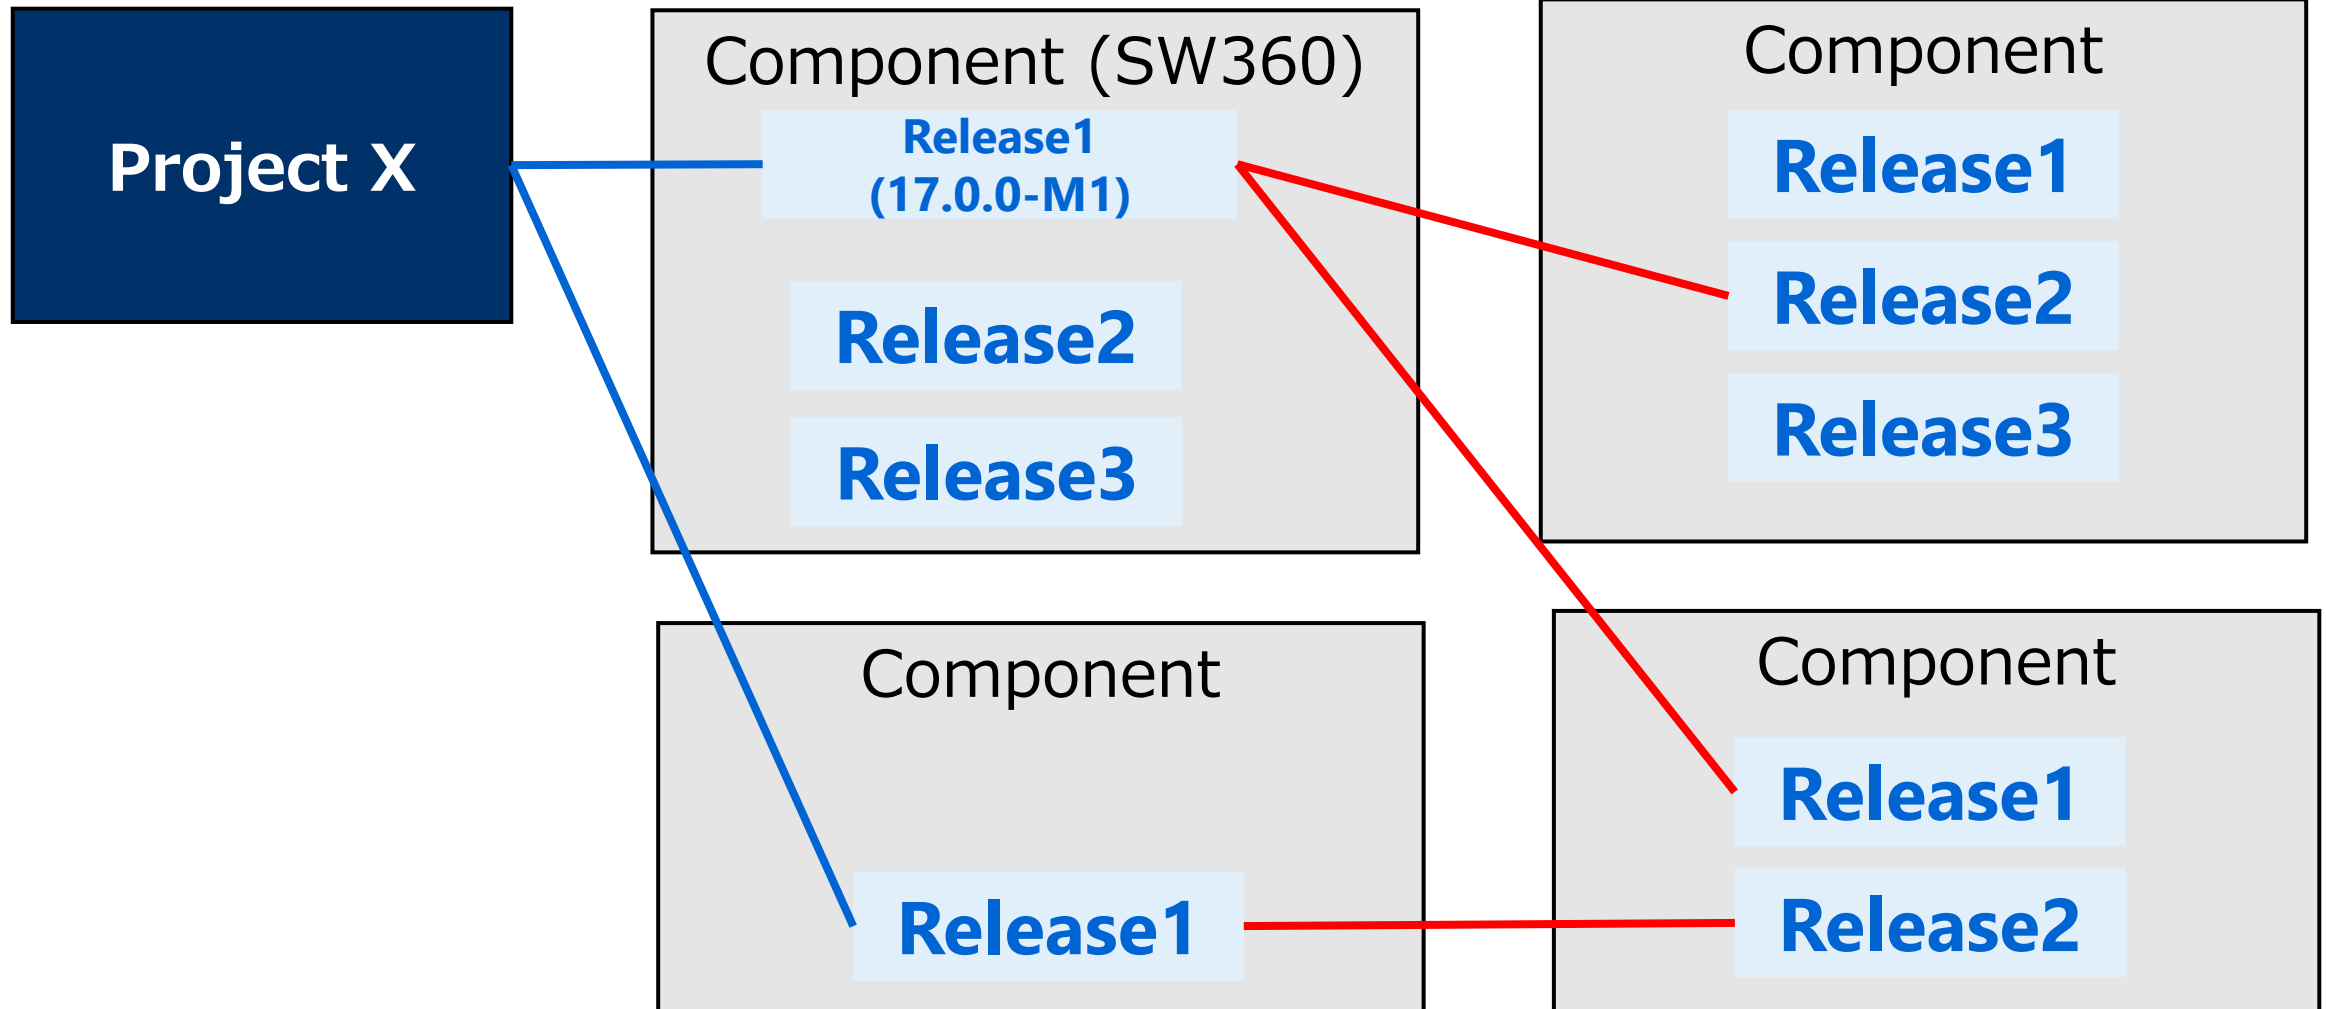 Project X
Component (SW360)
Release1
(17.0.0-M1)
Release2
Release3
Component
Release1
Release2
Release3
Component
Release1
Component
Release1
Release2